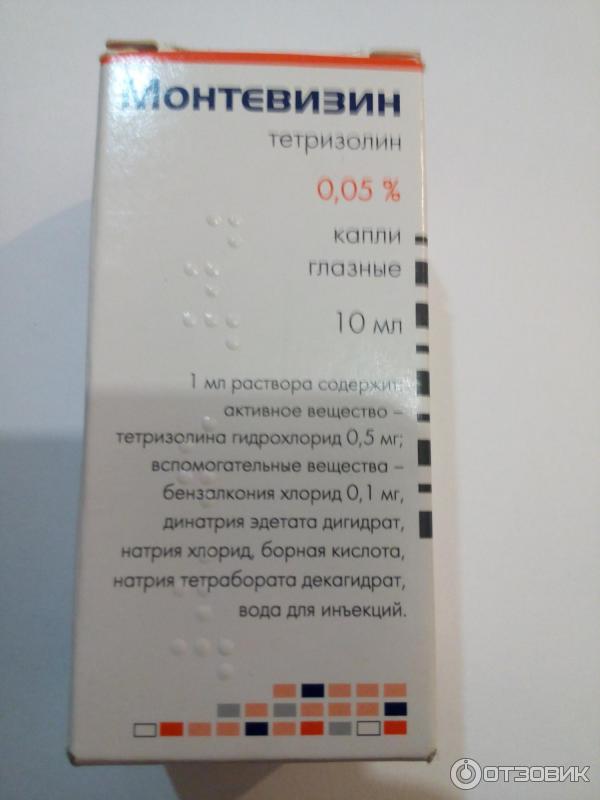 Монтевизин
тетризолин
0,05 %
капли
глазные
10 мл
1 мл раствора содержит:
активное вещество –
тетризолина гидрохлорид 0,5 мг;
вспомогательные вещества –
бензалкония хлорид 0,1 мг,
динатрия эдетата дигидрат,
натрия хлорид, борная кислота,
натрия тетрабората декагидрат,
вода для инъекций.
ОТЗОВИК